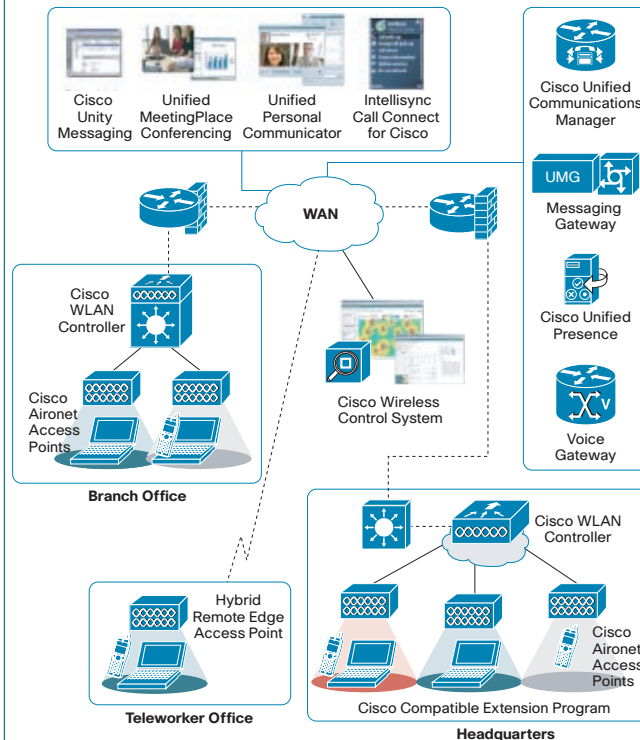 Cisco
Unity
Messaging
Unified
MeetingPlace
Conferencing
Unified
Personal
Communicator
Intellisync
Call Connect
for Cisco
Cisco Unified
Communications
Manager
UMG
Messaging
Gateway
Cisco Unified
Presence
V
Voice
Gateway
WAN
Cisco
WLAN
Controller
Cisco
Aironet
Access
Points
Branch Office
Cisco Wireless
Control System
Hybrid
Remote Edge
Access Point
Teleworker Office
Cisco WLAN
Controller
Cisco
Aironet
Access
Points
Cisco Compatible Extension Program
Headquarters